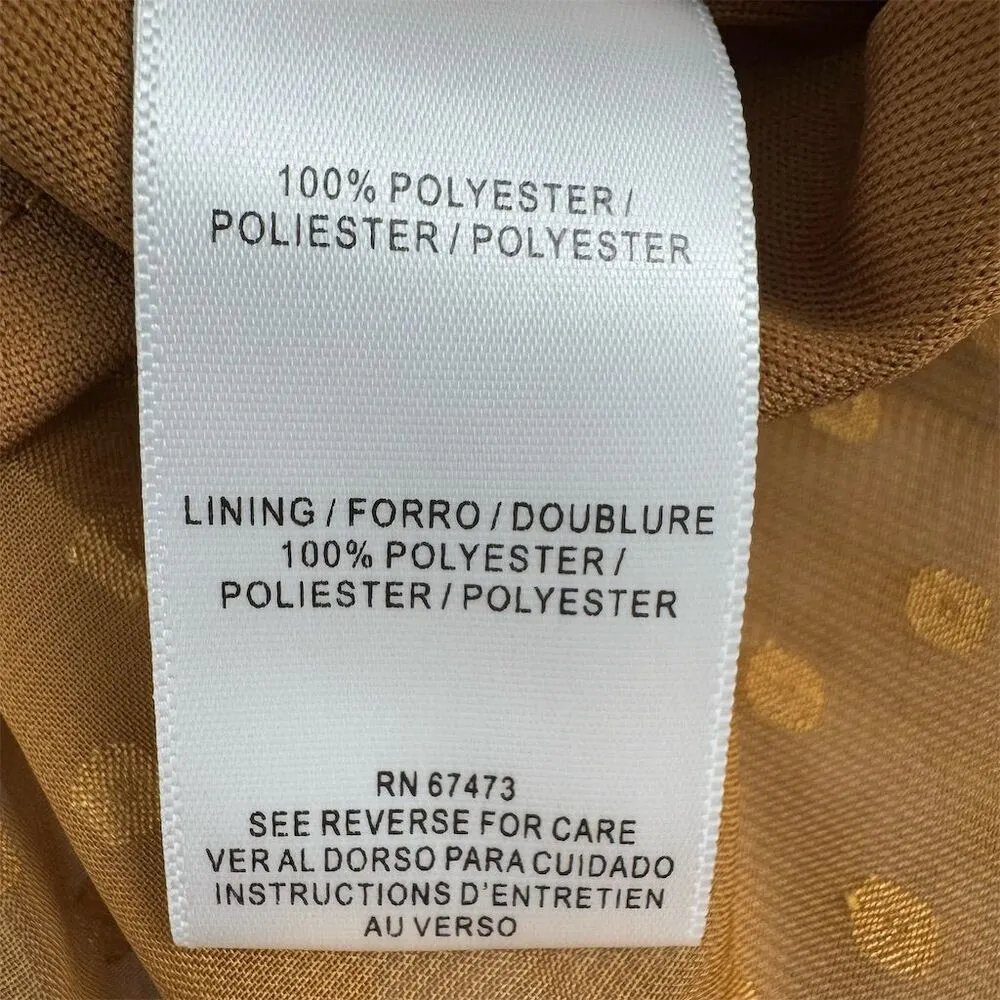 100% POLYESTER /
POLIESTER / POLYESTER
LINING / FORRO / DOUBLURE
100% POLYESTER /
POLIESTER / POLYESTER
RN 67473
SEE REVERSE FOR CARE
VER AL DORSO PARA CUIDADO
INSTRUCTIONS D'ENTRETIEN
AU VERSO